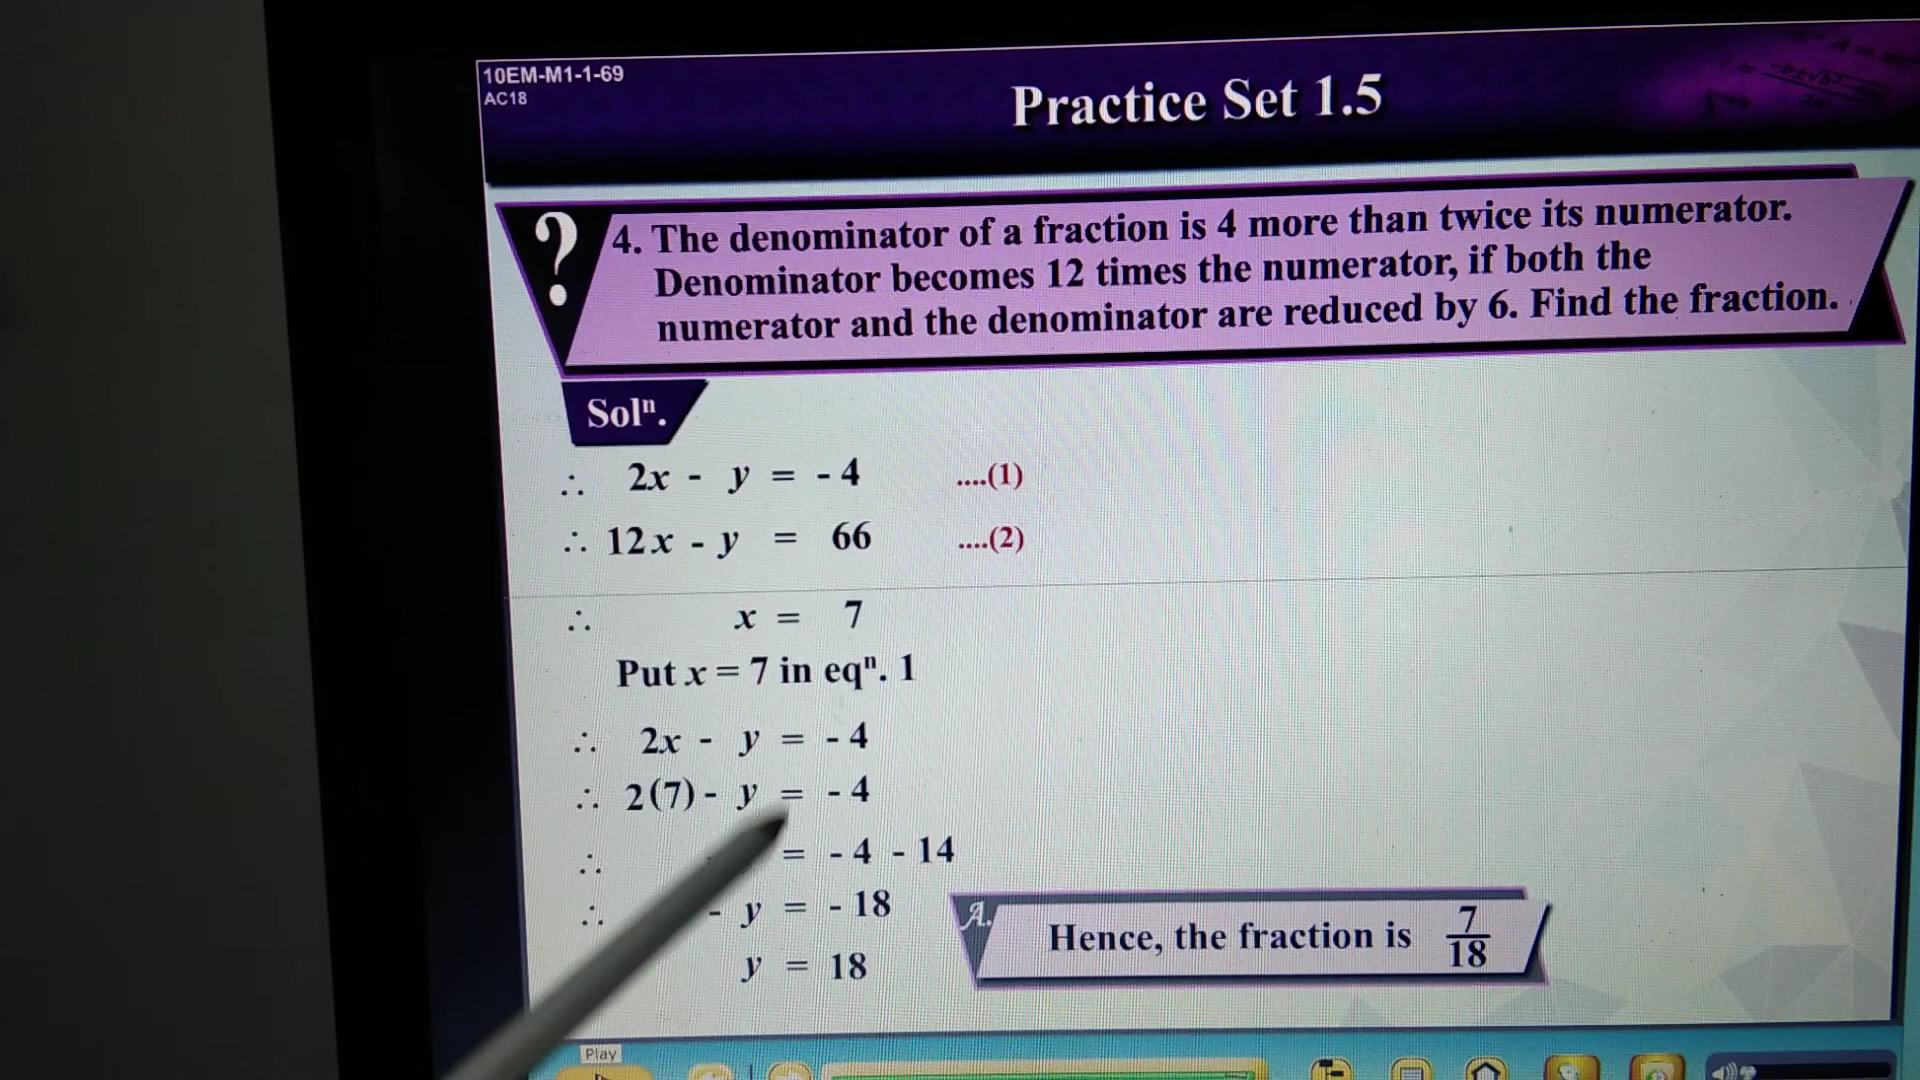 10EM-M1-1-69
AC18
Practice Set 1.5
?
4. The denominator of a fraction is 4 more than twice its numerator.
Denominator becomes 12 times the numerator, if both the
numerator and the denominator are reduced by 6. Find the fraction.
Solⁿ.
∴ 2x - y = - 4 ....(1)
∴ 12x - y = 66 ....(2)
∴ x = 7
Put x = 7 in eqⁿ. 1
∴ 2x - y = - 4
∴ 2(7) - y = - 4
∴ = - 4 - 14
∴ - y = - 18
y = 18
A. Hence, the fraction is 7/18
Play